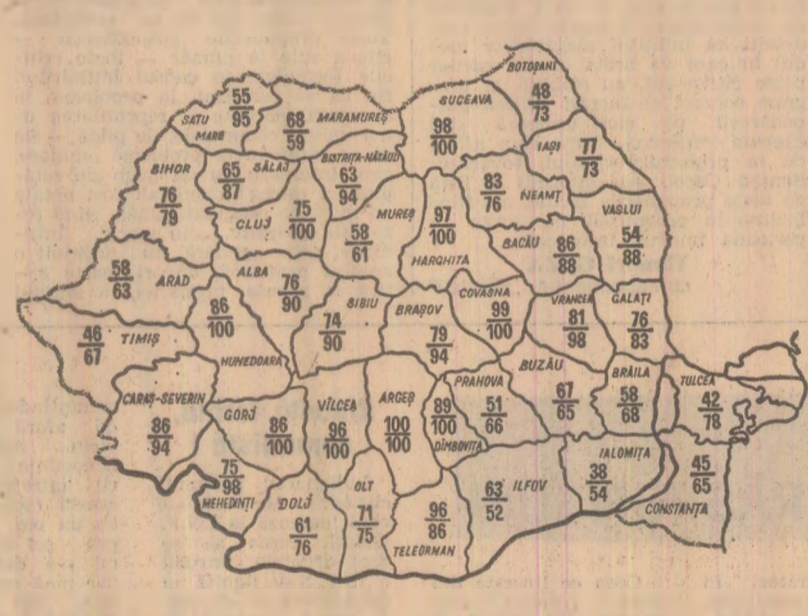 BOTOȘANI
48
73
SUCEAVA
98
100
SATU
MARE
55
95
MARAMUREȘ
68
59
IAȘI
77
73
BIHOR
76
79
SĂLAJ
65
87
BISTRIȚA-NĂSĂUD
63
94
NEAMȚ
83
76
CLUJ
75
100
MUREȘ
58
61
HARGHITA
97
100
BACĂU
86
88
VASLUI
54
88
ARAD
58
63
ALBA
76
90
SIBIU
74
90
BRAȘOV
79
94
COVASNA
99
100
VRANCEA
81
98
GALAȚI
76
83
TIMIȘ
46
67
HUNEDOARA
86
100
CARAȘ-SEVERIN
86
94
GORJ
86
100
VÎLCEA
96
100
ARGEȘ
100
100
DÎMBOVIȚA
89
100
PRAHOVA
51
66
BUZĂU
67
65
BRĂILA
58
68
TULCEA
42
78
MEHEDINȚI
75
98
DOLJ
61
76
OLT
71
75
TELEORMAN
96
86
ILFOV
63
52
IALOMIȚA
38
54
CONSTANȚA
45
65